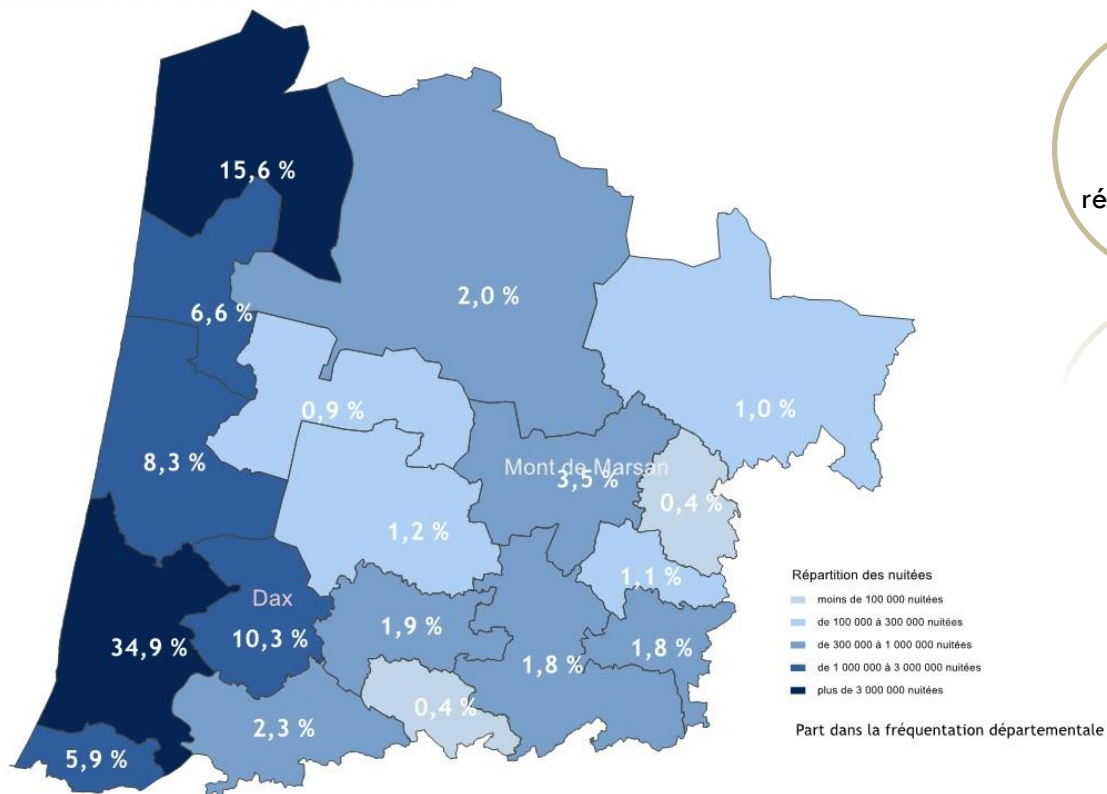 15,6 %
ré
2,0 %
6,6 %
0,9 %
1,0 %
8,3 %
Mont de Marsan
3,5 %
0,4 %
1,2 %
1,1 %
Dax
10,3 %
1,9 %
34,9 %
1,8 %
1,8 %
0,4 %
2,3 %
5,9 %
Répartition des nuitées
moins de 100 000 nuitées
de 100 000 à 300 000 nuitées
de 300 000 à 1 000 000 nuitées
de 1 000 000 à 3 000 000 nuitées
plus de 3 000 000 nuitées
Part dans la fréquentation départementale